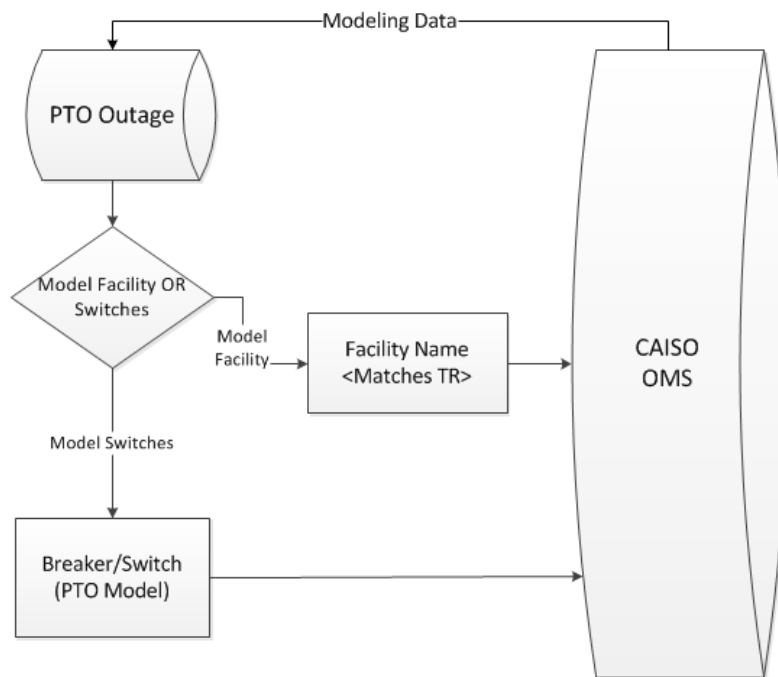 Modeling Data
PTO Outage
Model Facility OR
Switches
Model
Facility
Facility Name
<Matches TR>
CAISO
OMS
Model Switches
Breaker/Switch
(PTO Model)